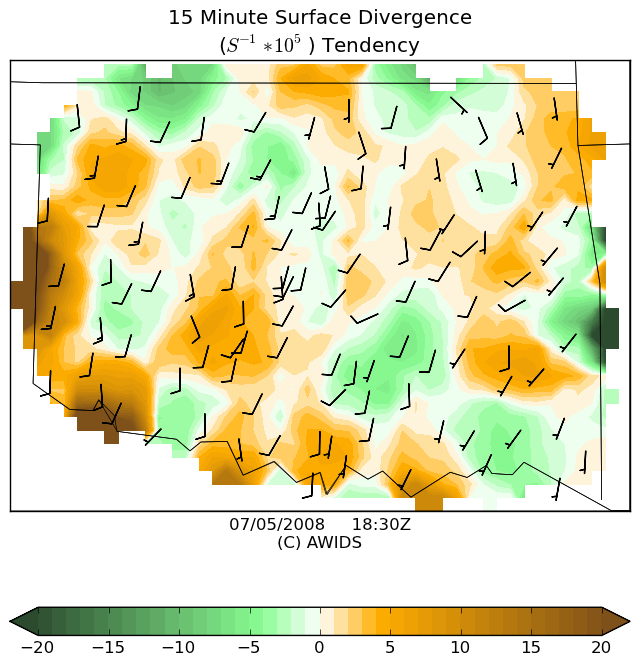 15 Minute Surface Divergence
(S⁻¹ *10⁵ ) Tendency
07/05/2008 18:30Z
(C) AWIDS
−20 −15 −10 −5 0 5 10 15 20